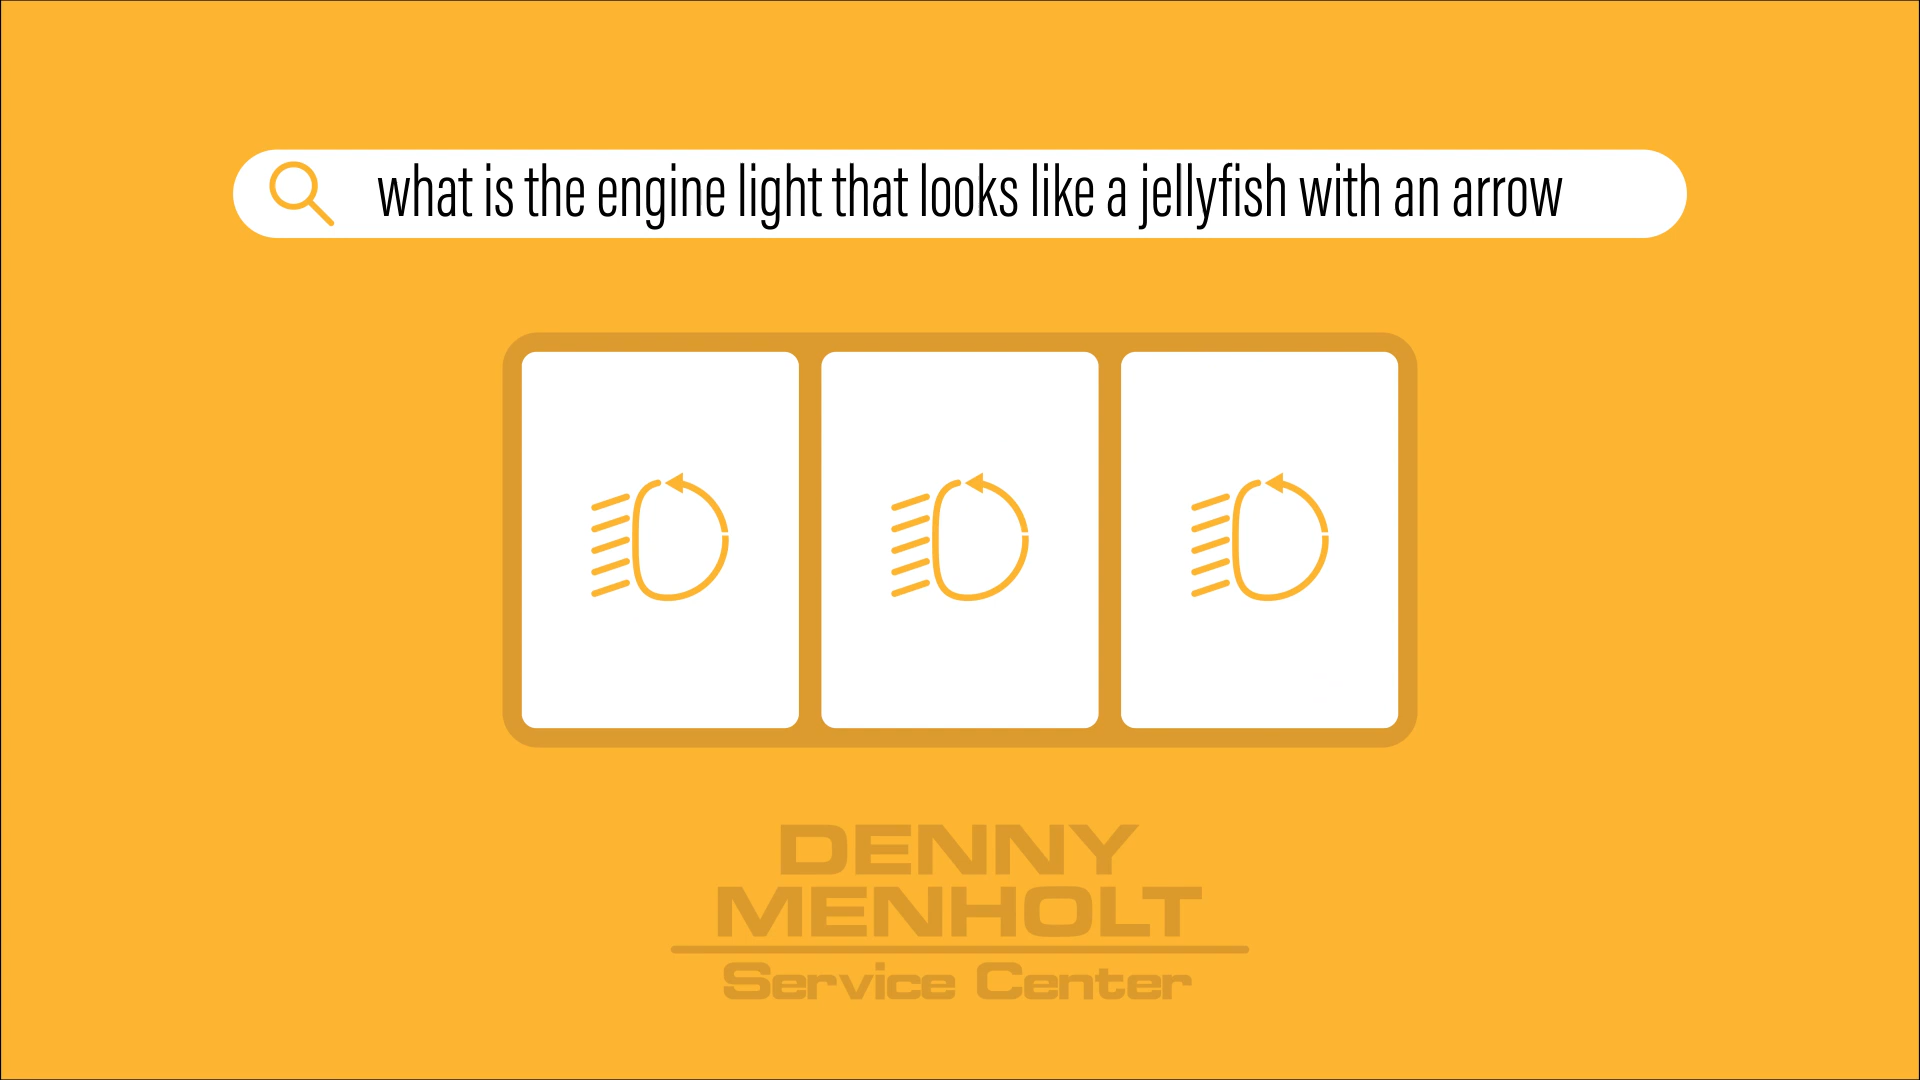 what is the engine light that looks like a jellyfish with an arrow
DENNY
MENHOLT
Service Center